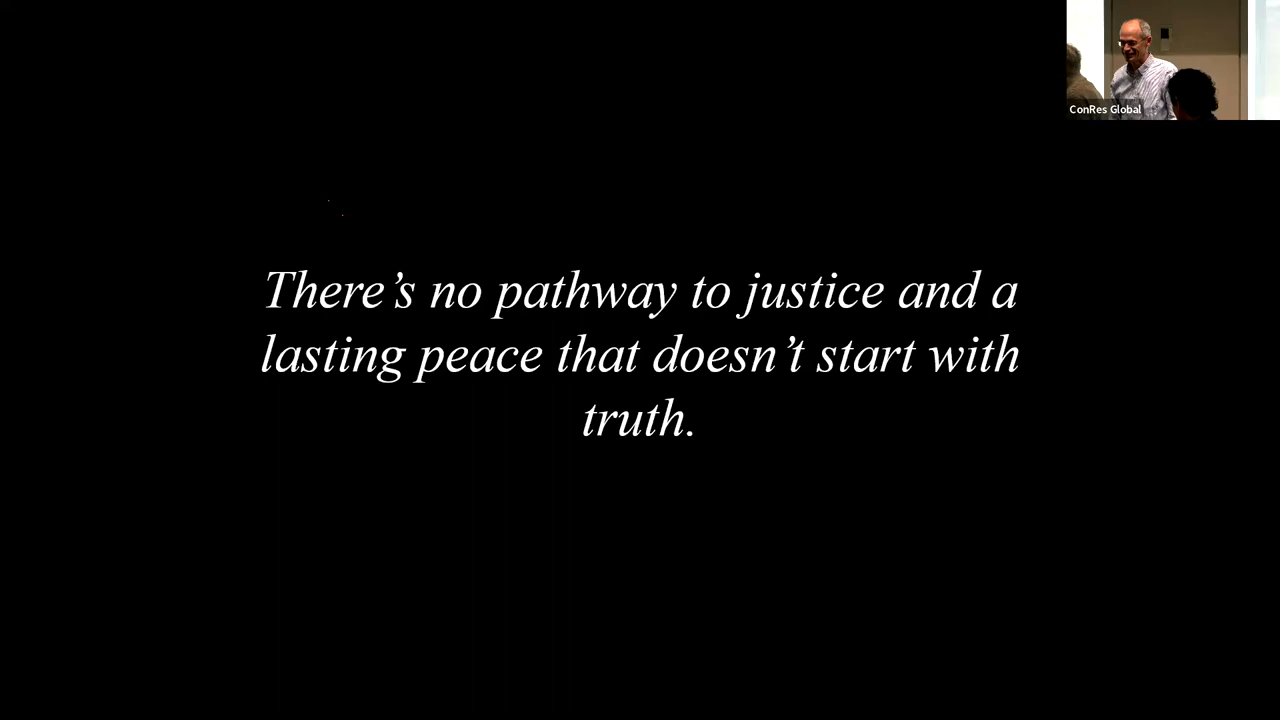 ConRes Global
There’s no pathway to justice and a
lasting peace that doesn’t start with
truth.